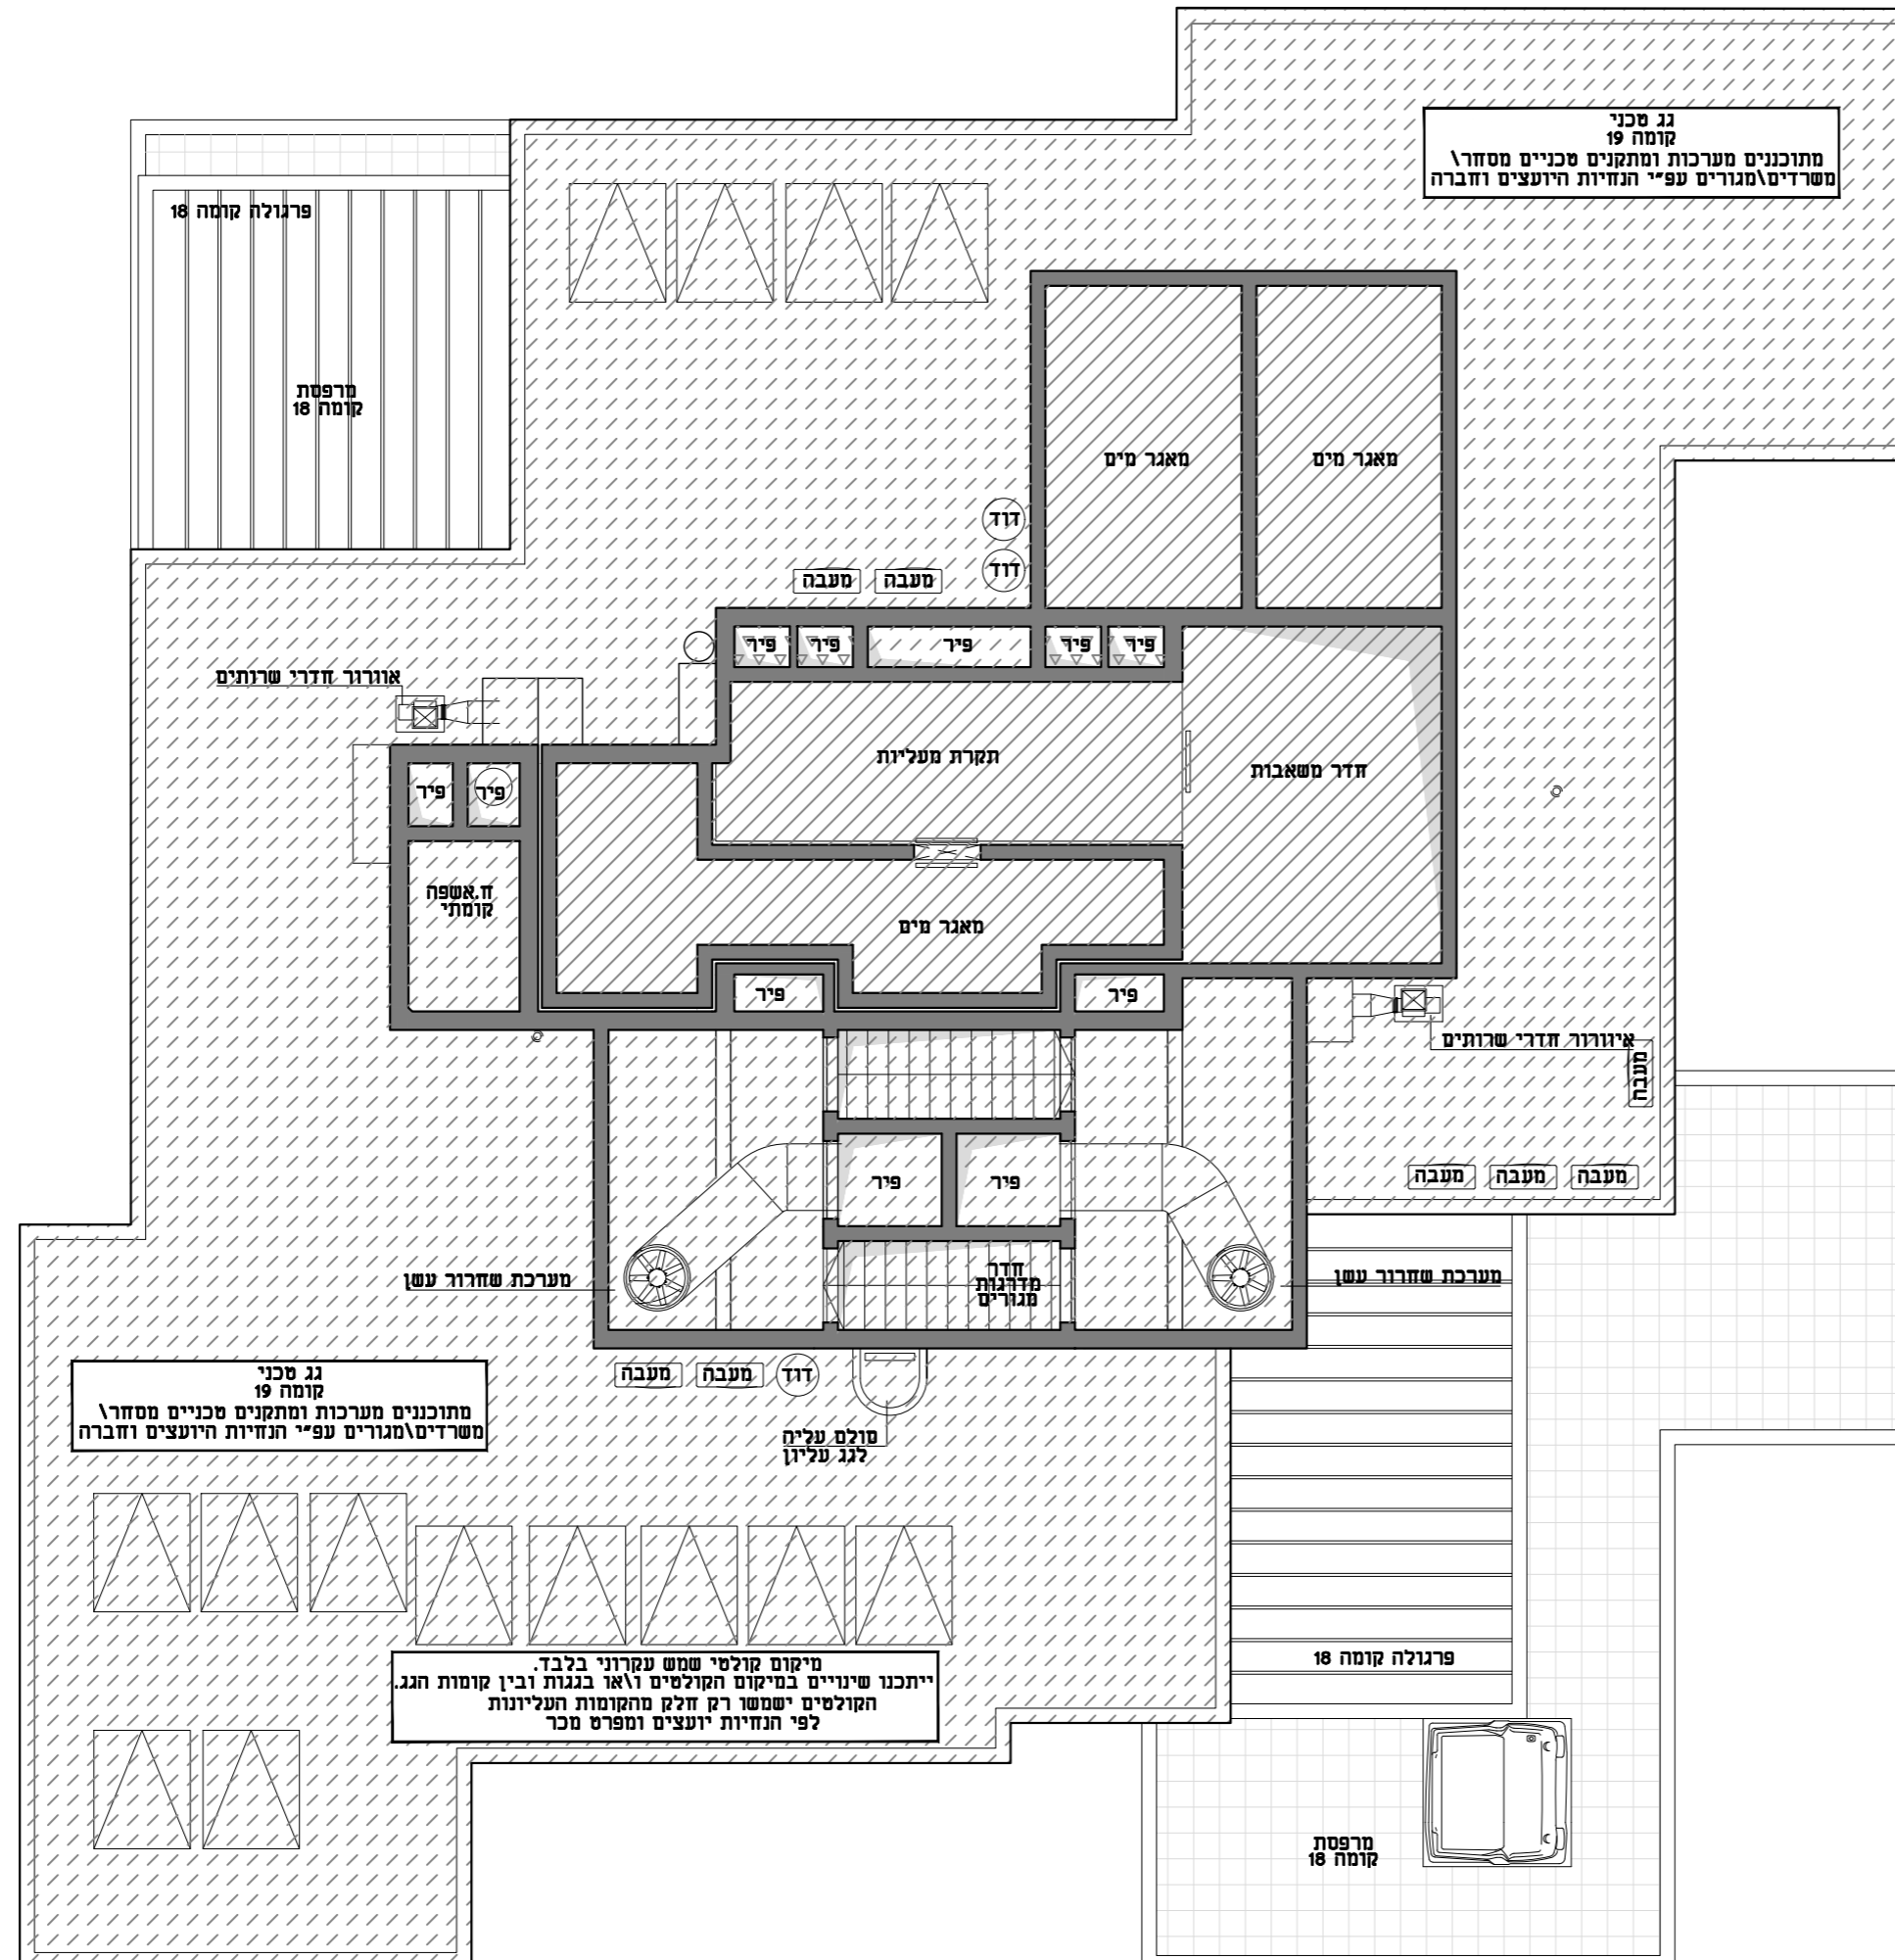 גג טכני
קומה 19
מתוכננים מערכות ומתקנים טכניים מסחר\
משרדים\מגורים עפ״י הנחיות היועצים וחברה
פרגולה קומה 18
מרפסת
קומה 18
מאגר מים
מאגר מים
דוד
דוד
מעבה
מעבה
פיר
פיר
פיר
פיר
פיר
אוורור חדרי שרותים
תקרת מעליות
חדר משאבות
פיר
פיר
ח.אשפה
קומתי
מאגר מים
פיר
פיר
איוורור חדרי שרותים
מעבה
פיר
פיר
מעבה
מעבה
מעבה
מערכת שחרור עשן
חדר
מדרגות
מגורים
מערכת שחרור עשן
גג טכני
קומה 19
מתוכננים מערכות ומתקנים טכניים מסחר\
משרדים\מגורים עפ״י הנחיות היועצים וחברה
מעבה
מעבה
דוד
סולם עליה
לגג עליון
מיקום קולטי שמש עקרוני בלבד.
ייתכנו שינויים במיקום הקולטים ו\או בגגות ובין קומות הגג.
הקולטים ישמשו רק חלק מהקומות העליונות
לפי הנחיות יועצים ומפרט מכר
פרגולה קומה 18
מרפסת
קומה 18